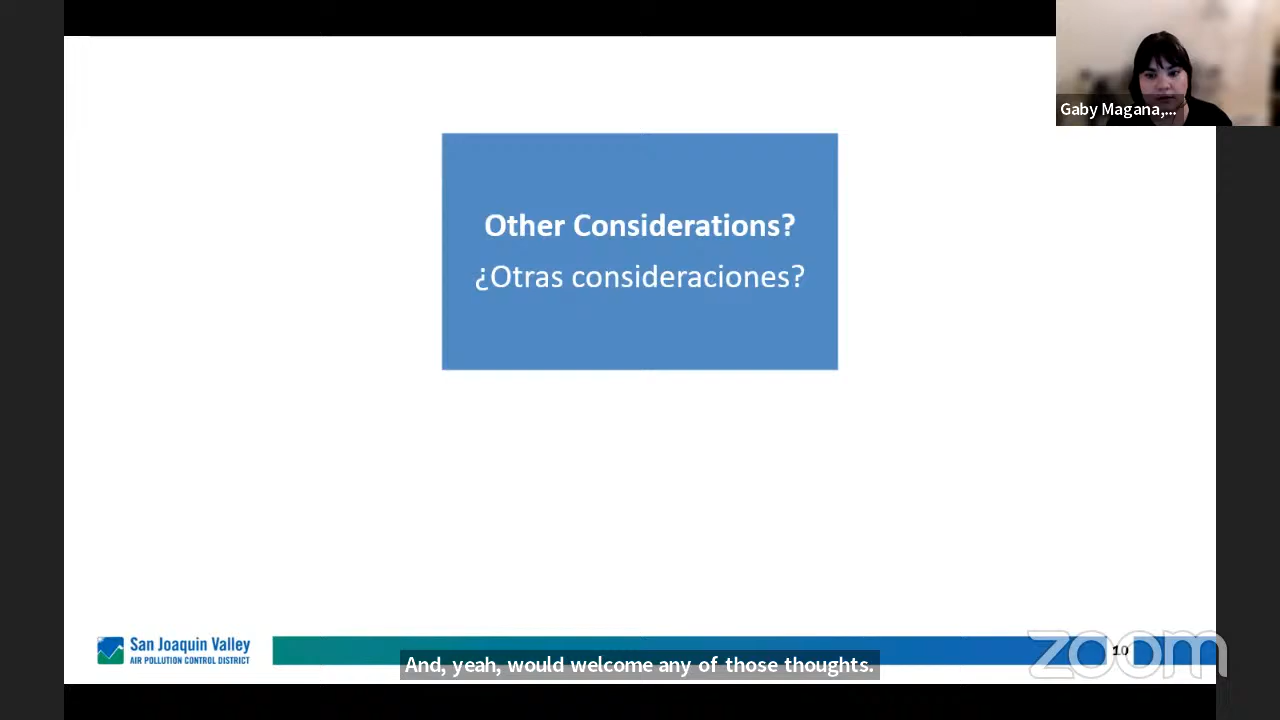 Gaby Magana,...
Other Considerations?
¿Otras consideraciones?
San Joaquin Valley
AIR POLLUTION CONTROL DISTRICT
And, yeah, would welcome any of those thoughts.
10
zoom